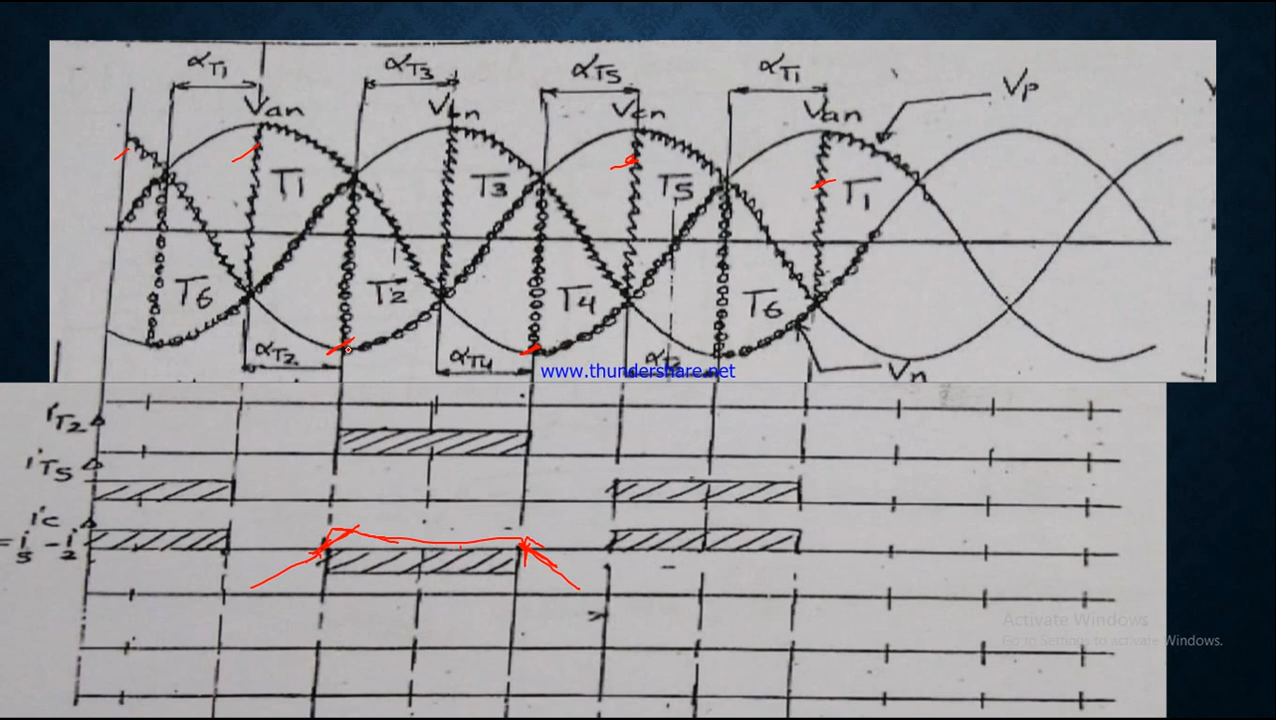 αT1 αT3 αT5 αT1 Vp
Van Vbn Vcn Van
T1 T3 T5 T1
T6 T2 T4 T6
αT2 αT4 Vn
www.thundershare.net
iT2
iT5
ic
= i5 - i2
Activate Windows
Go to Settings to activate Windows.